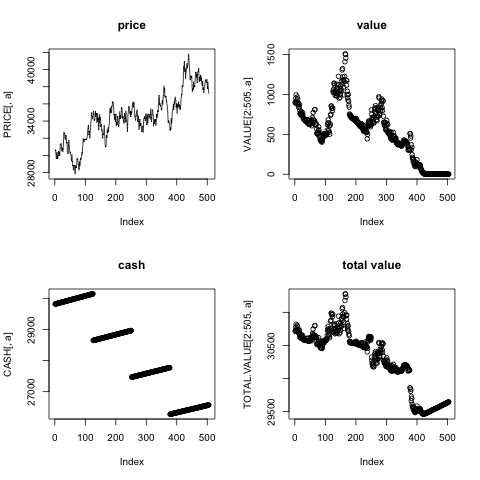 price
PRICE[, a]
28000
34000
40000
0
100
200
300
400
500
Index
value
VALUE[2:505, a]
0
500
1000
1500
0
100
200
300
400
500
Index
cash
CASH[, a]
27000
29000
0
100
200
300
400
500
Index
total value
TOTAL.VALUE[2:505, a]
29500
30500
0
100
200
300
400
500
Index